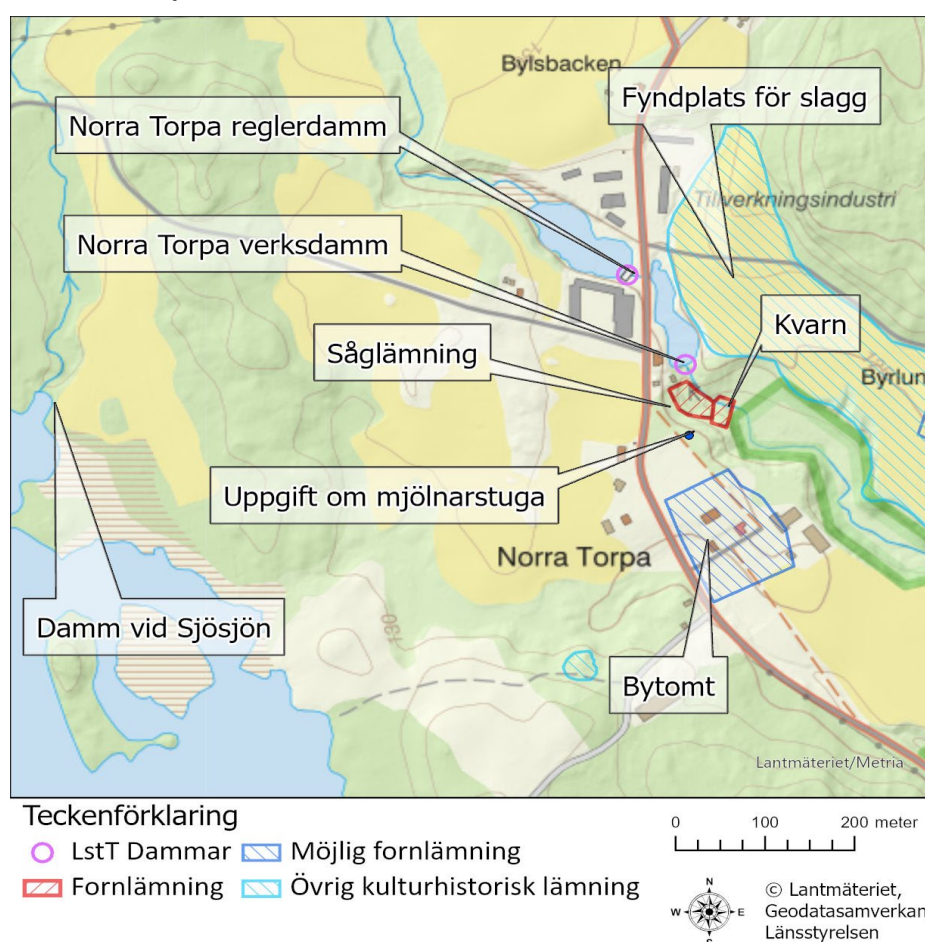 Bylsbacken
Fyndplats för slagg
Norra Torpa reglerdamm
Tillverkningsindustri
Norra Torpa verksdamm
Kvarn
Såglämning
Byrlun
Uppgift om mjölnarstuga
Norra Torpa
130
Damm vid Sjösjön
Bytomt
Lantmäteriet/Metria
Teckenförklaring
LstT Dammar
Möjlig fornlämning
Fornlämning
Övrig kulturhistorisk lämning
0 100 200 meter
N
W E
S
© Lantmäteriet,
Geodatasamverkan
Länsstyrelsen